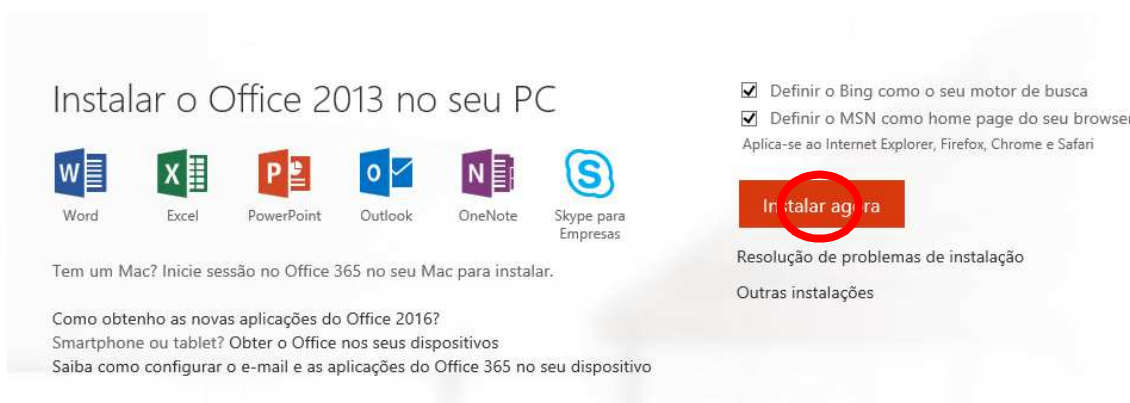 Instalar o Office 2013 no seu PC
Word Excel PowerPoint Outlook OneNote Skype para
Empresas
Tem um Mac? Inicie sessão no Office 365 no seu Mac para instalar.
Como obtenho as novas aplicações do Office 2016?
Smartphone ou tablet? Obter o Office nos seus dispositivos
Saiba como configurar o e-mail e as aplicações do Office 365 no seu dispositivo
Definir o Bing como o seu motor de busca
Definir o MSN como home page do seu browser
Aplica-se ao Internet Explorer, Firefox, Chrome e Safari
Instalar agora
Resolução de problemas de instalação
Outras instalações